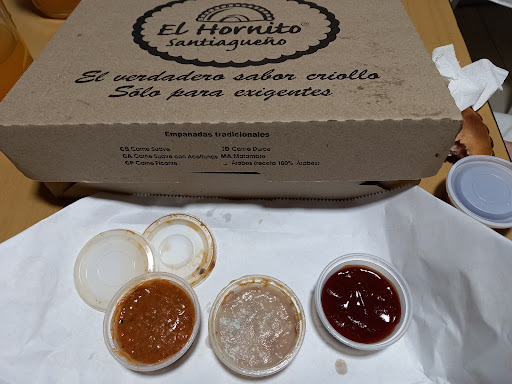 El Hornito®
Santiagueño
El verdadero sabor criollo
Sólo para exigentes
Empanadas tradicionales
CS Carne Suave
CD Carne Dulce
CA Carne Suave con Aceitunas
MA Matambre
CP Carne Picante
Árabes (receta 100% Árabes)